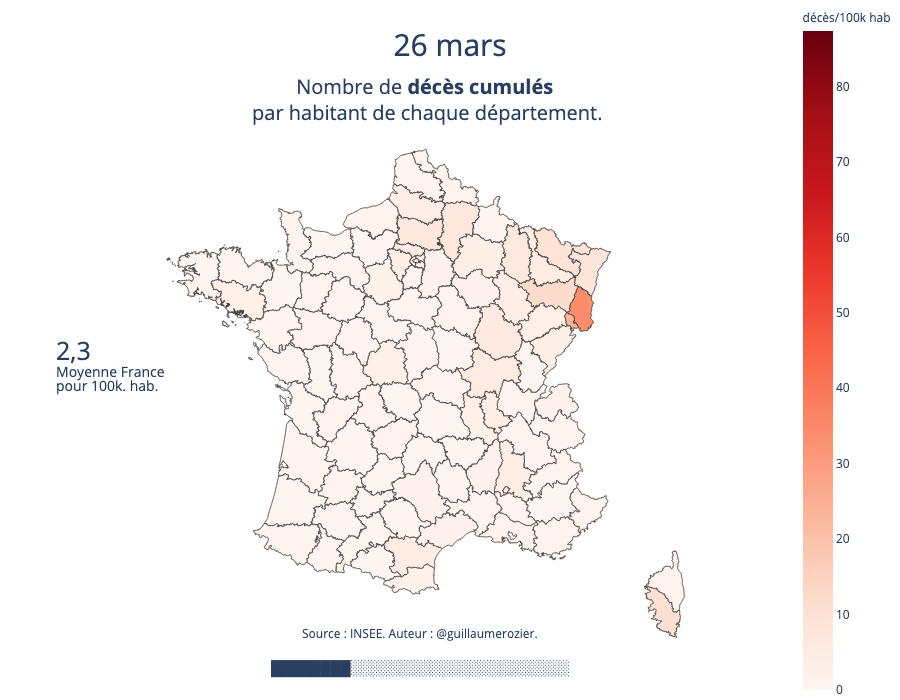 26 mars
Nombre de décès cumulés
par habitant de chaque département.
décès/100k hab
80
70
60
50
40
30
20
10
0
2,3
Moyenne France
pour 100k. hab.
Source : INSEE. Auteur : @guillaumerozier.